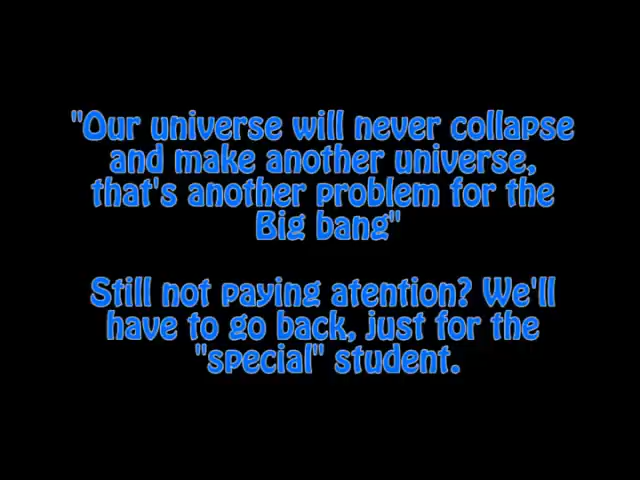 "Our universe will never collapse
and make another universe,
that's another problem for the
Big bang"
Still not paying atention? We'll
have to go back, just for the
"special" student.